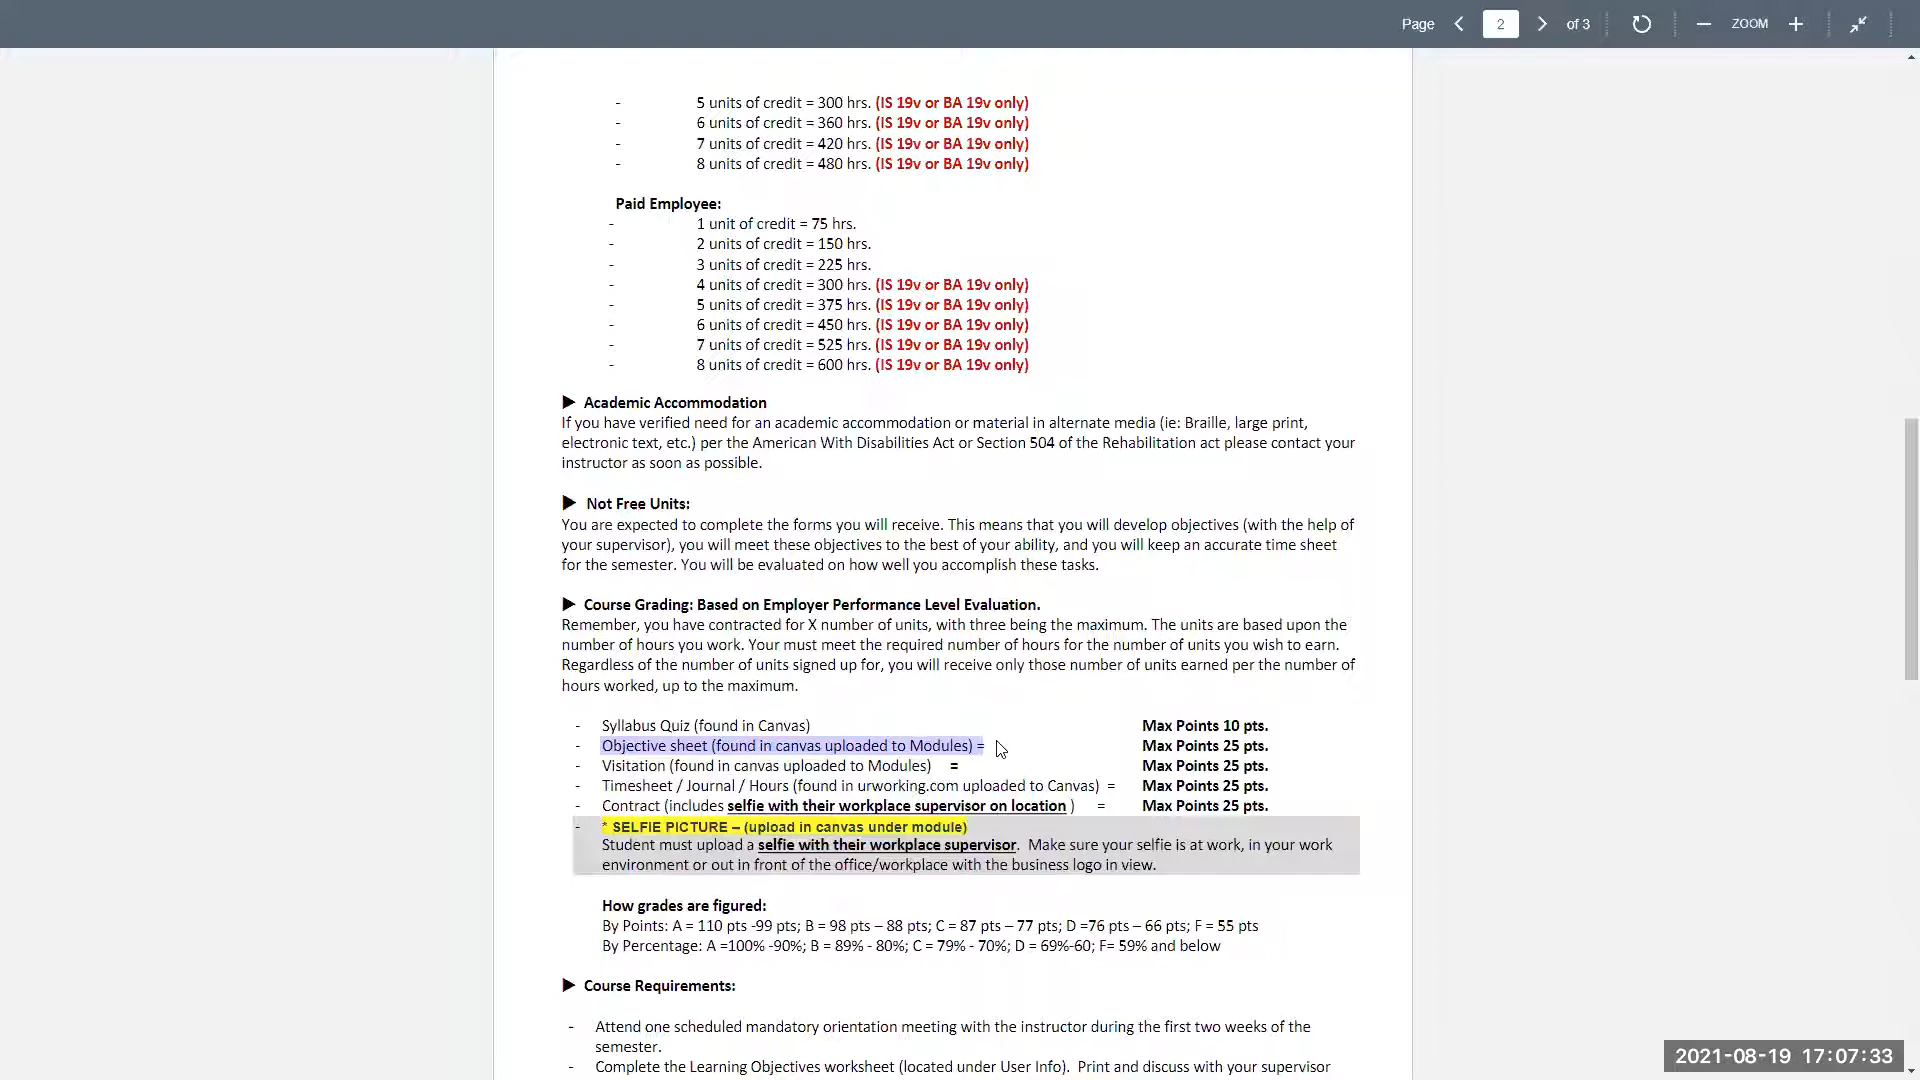 Page 2 of 3 ZOOM
- 5 units of credit = 300 hrs. (IS 19v or BA 19v only)
- 6 units of credit = 360 hrs. (IS 19v or BA 19v only)
- 7 units of credit = 420 hrs. (IS 19v or BA 19v only)
- 8 units of credit = 480 hrs. (IS 19v or BA 19v only)
Paid Employee:
- 1 unit of credit = 75 hrs.
- 2 units of credit = 150 hrs.
- 3 units of credit = 225 hrs.
- 4 units of credit = 300 hrs. (IS 19v or BA 19v only)
- 5 units of credit = 375 hrs. (IS 19v or BA 19v only)
- 6 units of credit = 450 hrs. (IS 19v or BA 19v only)
- 7 units of credit = 525 hrs. (IS 19v or BA 19v only)
- 8 units of credit = 600 hrs. (IS 19v or BA 19v only)
► Academic Accommodation
If you have verified need for an academic accommodation or material in alternate media (ie: Braille, large print,
electronic text, etc.) per the American With Disabilities Act or Section 504 of the Rehabilitation act please contact your
instructor as soon as possible.
► Not Free Units:
You are expected to complete the forms you will receive. This means that you will develop objectives (with the help of
your supervisor), you will meet these objectives to the best of your ability, and you will keep an accurate time sheet
for the semester. You will be evaluated on how well you accomplish these tasks.
► Course Grading: Based on Employer Performance Level Evaluation.
Remember, you have contracted for X number of units, with three being the maximum. The units are based upon the
number of hours you work. Your must meet the required number of hours for the number of units you wish to earn.
Regardless of the number of units signed up for, you will receive only those number of units earned per the number of
hours worked, up to the maximum.
- Syllabus Quiz (found in Canvas) Max Points 10 pts.
- Objective sheet (found in canvas uploaded to Modules) = Max Points 25 pts.
- Visitation (found in canvas uploaded to Modules) = Max Points 25 pts.
- Timesheet / Journal / Hours (found in urworking.com uploaded to Canvas) = Max Points 25 pts.
- Contract (includes selfie with their workplace supervisor on location ) = Max Points 25 pts.
- * SELFIE PICTURE – (upload in canvas under module)
Student must upload a selfie with their workplace supervisor. Make sure your selfie is at work, in your work
environment or out in front of the office/workplace with the business logo in view.
How grades are figured:
By Points: A = 110 pts -99 pts; B = 98 pts – 88 pts; C = 87 pts – 77 pts; D =76 pts – 66 pts; F = 55 pts
By Percentage: A =100% -90%; B = 89% - 80%; C = 79% - 70%; D = 69%-60; F= 59% and below
► Course Requirements:
- Attend one scheduled mandatory orientation meeting with the instructor during the first two weeks of the
semester.
- Complete the Learning Objectives worksheet (located under User Info). Print and discuss with your supervisor
2021-08-19 17:07:33